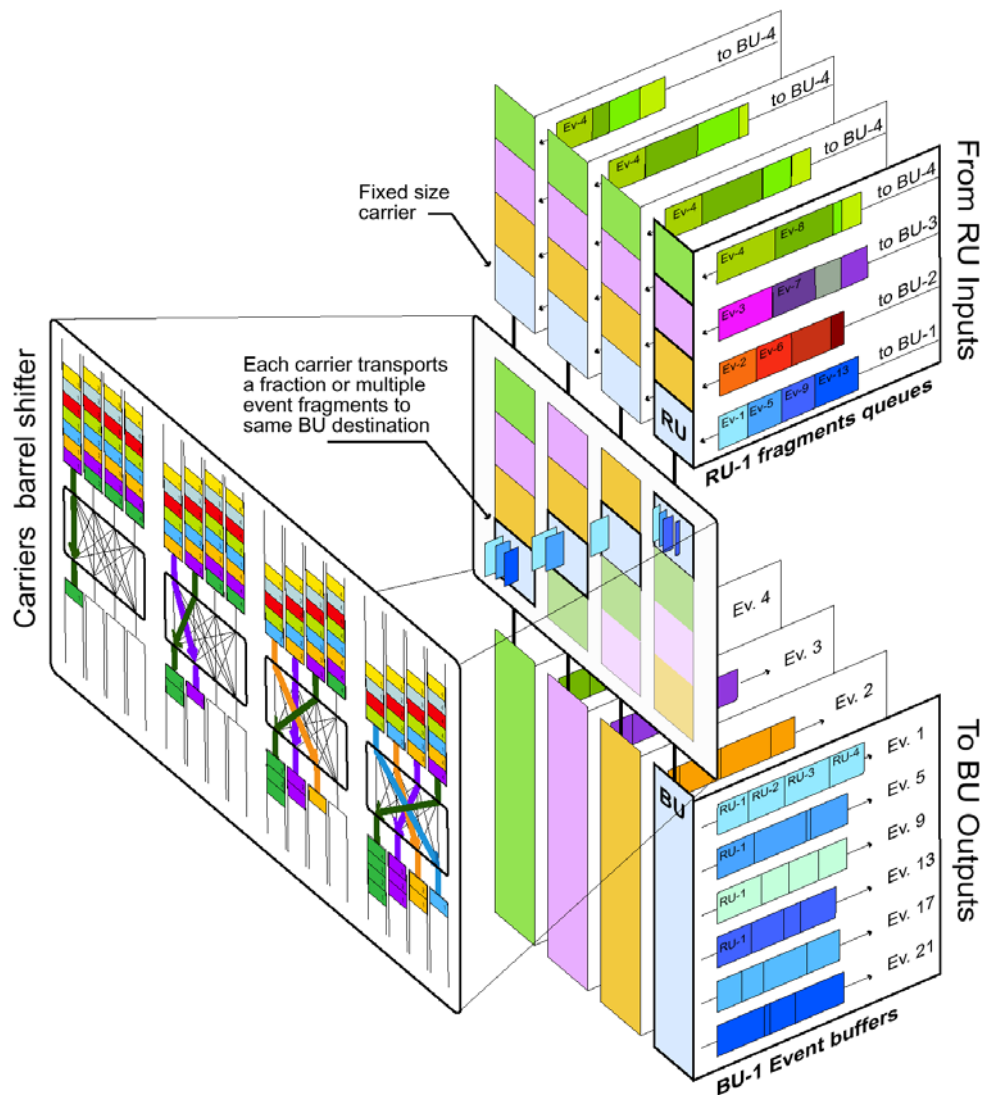 to BU-4
to BU-4
to BU-4
to BU-4
to BU-3
to BU-2
to BU-1
Ev-4
Ev-4
Ev-4
Ev-4 Ev-8
Ev-3 Ev-7
Ev-2 Ev-6
Ev-1 Ev-5 Ev-9 Ev-13
RU
RU-1 fragments queues
From RU Inputs
Fixed size
carrier
Each carrier transports
a fraction or multiple
event fragments to
same BU destination
Carriers barrel shifter
Ev. 4
Ev. 3
Ev. 2
Ev. 1
Ev. 5
Ev. 9
Ev. 13
Ev. 17
Ev. 21
BU
RU-1 RU-2 RU-3 RU-4
RU-1
RU-1
RU-1
BU-1 Event buffers
To BU Outputs